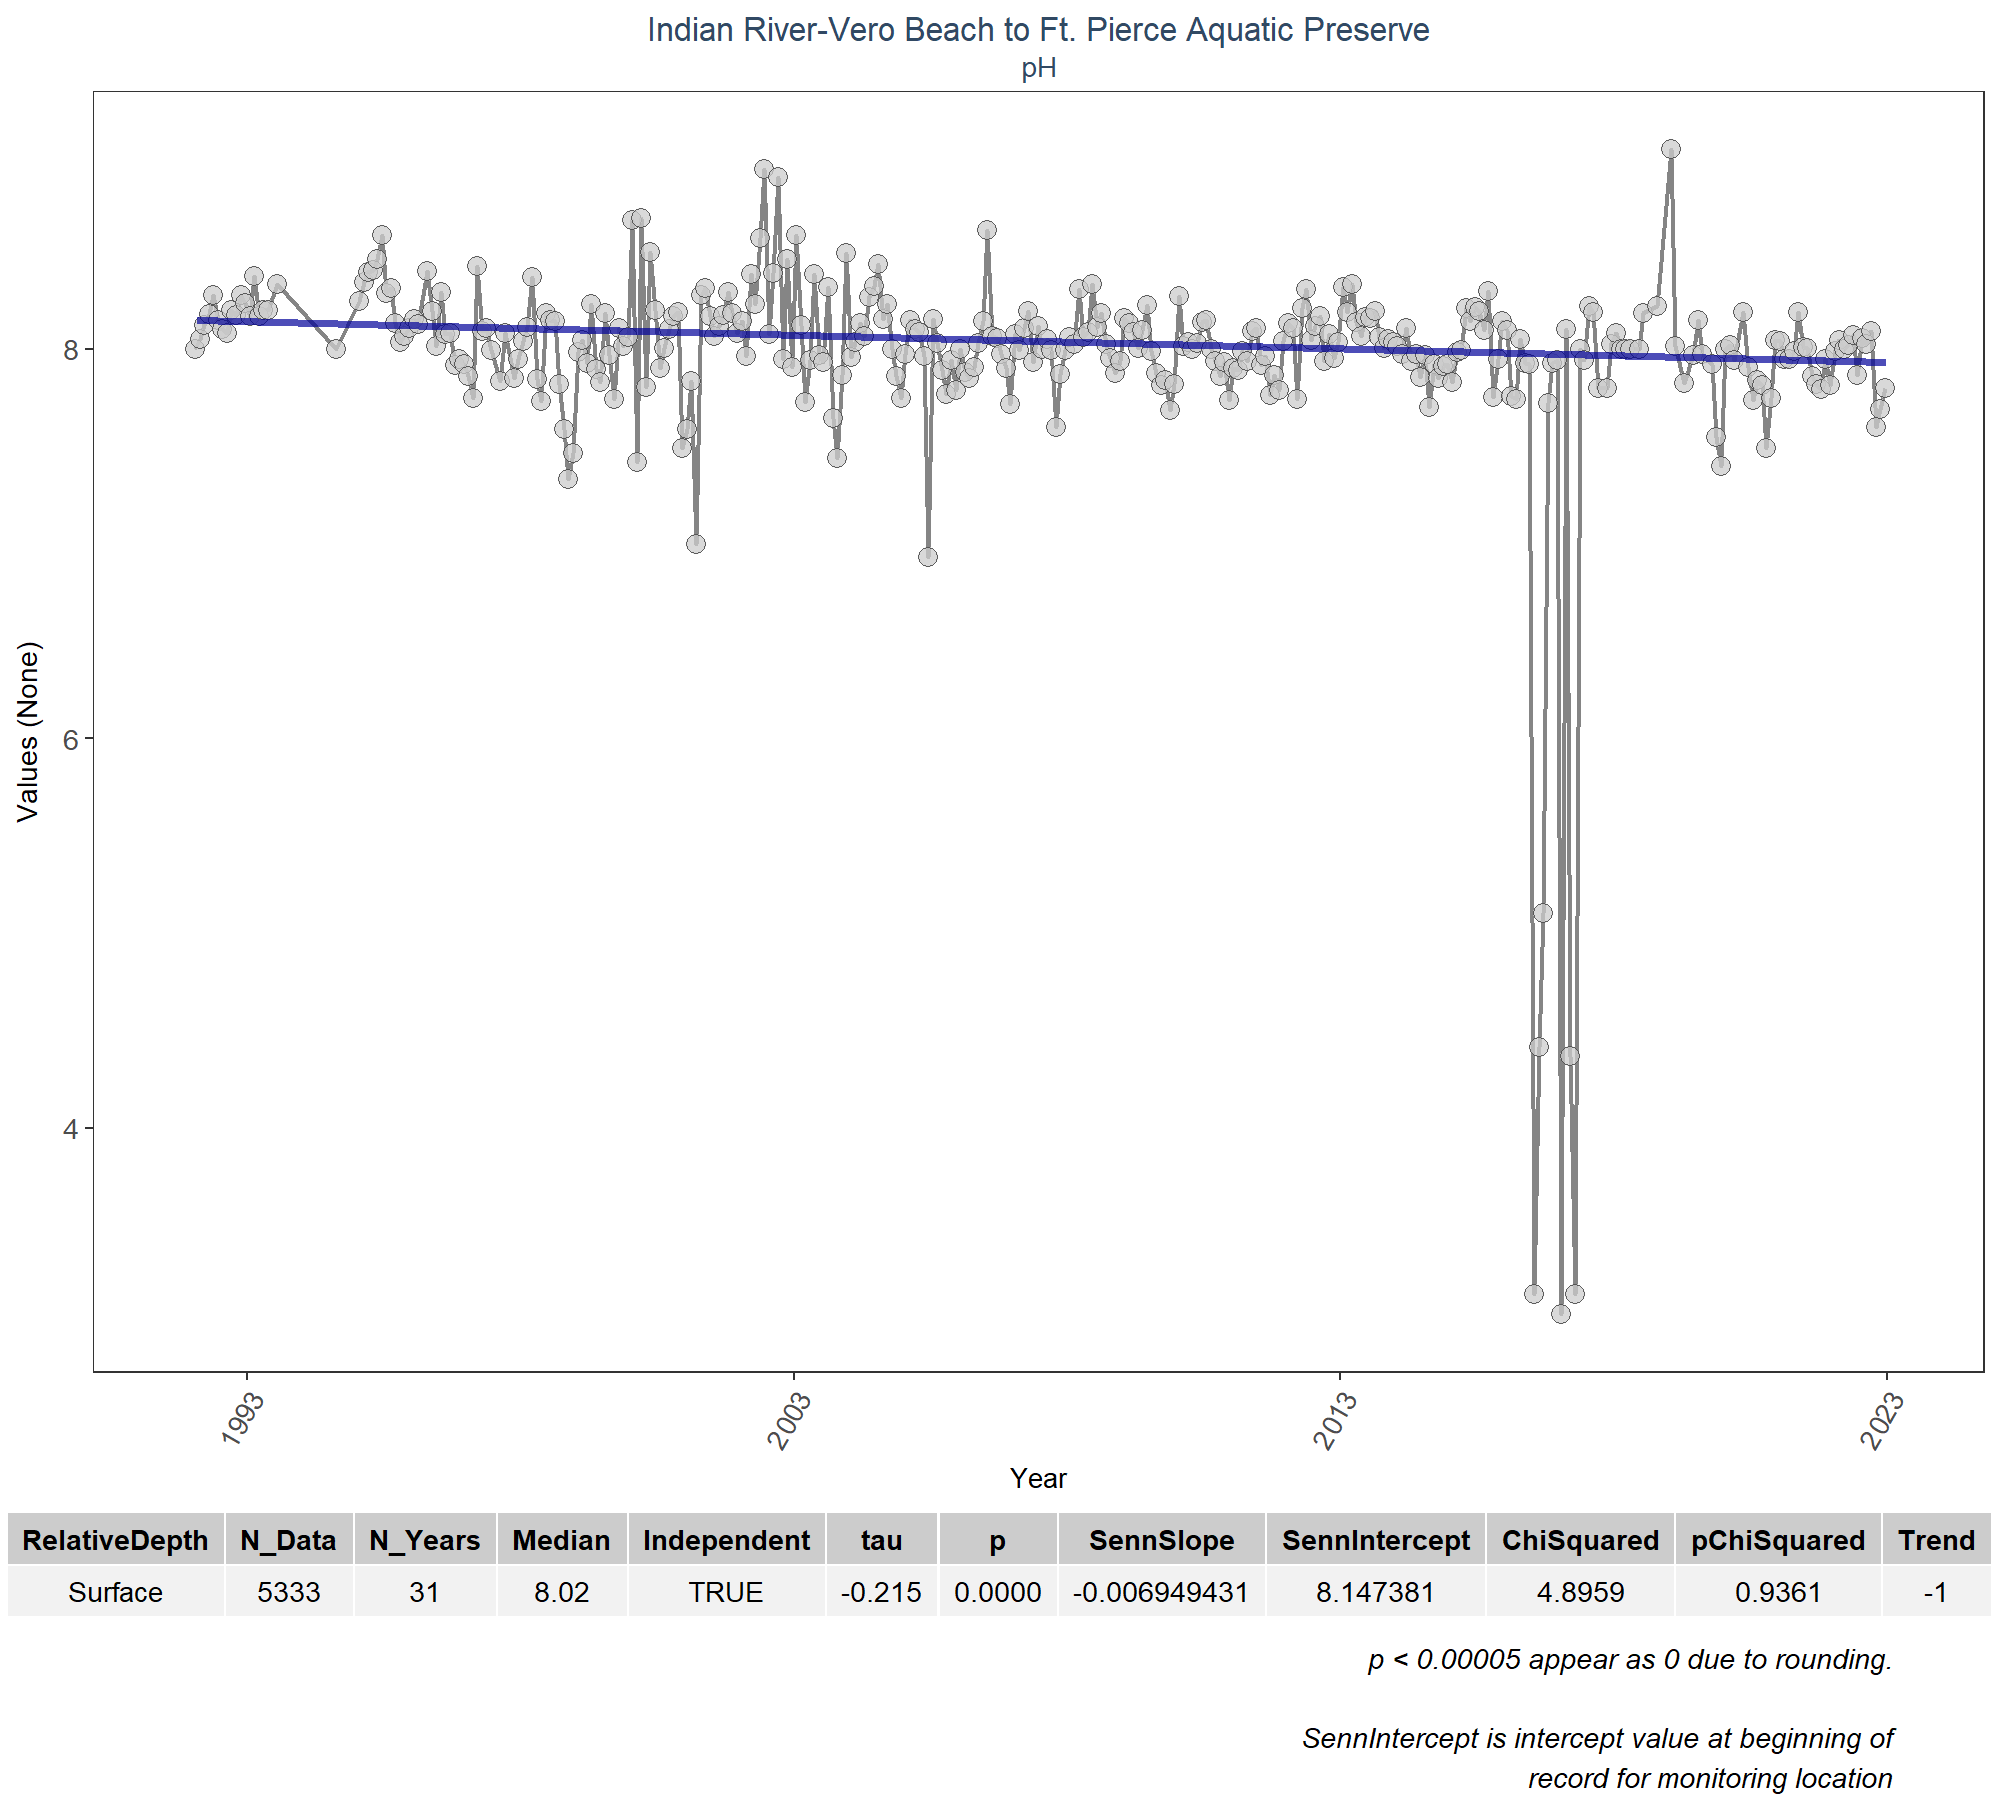 Indian River-Vero Beach to Ft. Pierce Aquatic Preserve
pH
Values (None)
8
6
4
1993
2003
2013
2023
Year
RelativeDepth N_Data N_Years Median Independent tau p SennSlope SennIntercept ChiSquared pChiSquared Trend
Surface 5333 31 8.02 TRUE -0.215 0.0000 -0.006949431 8.147381 4.8959 0.9361 -1
p < 0.00005 appear as 0 due to rounding.
SennIntercept is intercept value at beginning of
record for monitoring location